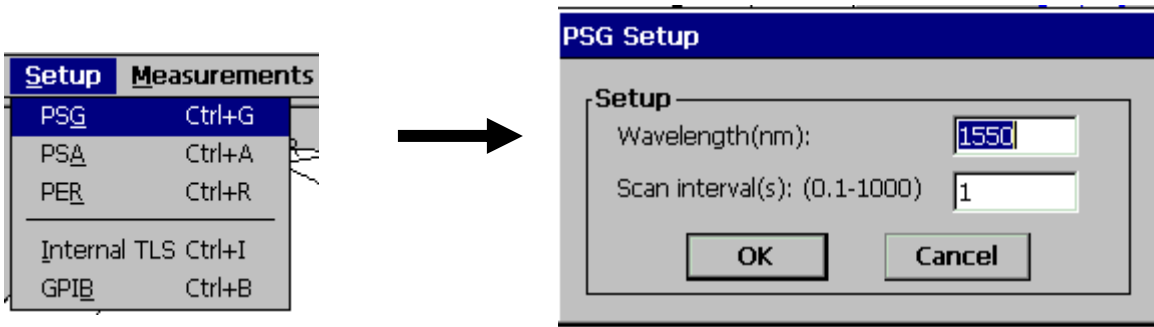 Setup Measurements
PSG Ctrl+G
PSA Ctrl+A
PER Ctrl+R
Internal TLS Ctrl+I
GPIB Ctrl+B
PSG Setup
Setup
Wavelength(nm): 1550
Scan interval(s): (0.1-1000) 1
OK Cancel